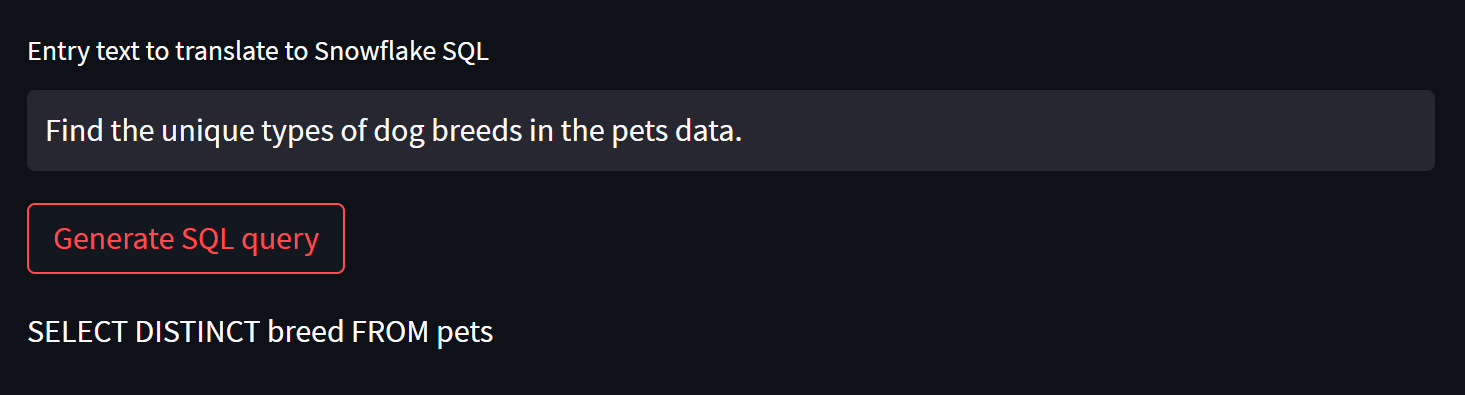 Entry text to translate to Snowflake SQL
Find the unique types of dog breeds in the pets data.
Generate SQL query
SELECT DISTINCT breed FROM pets